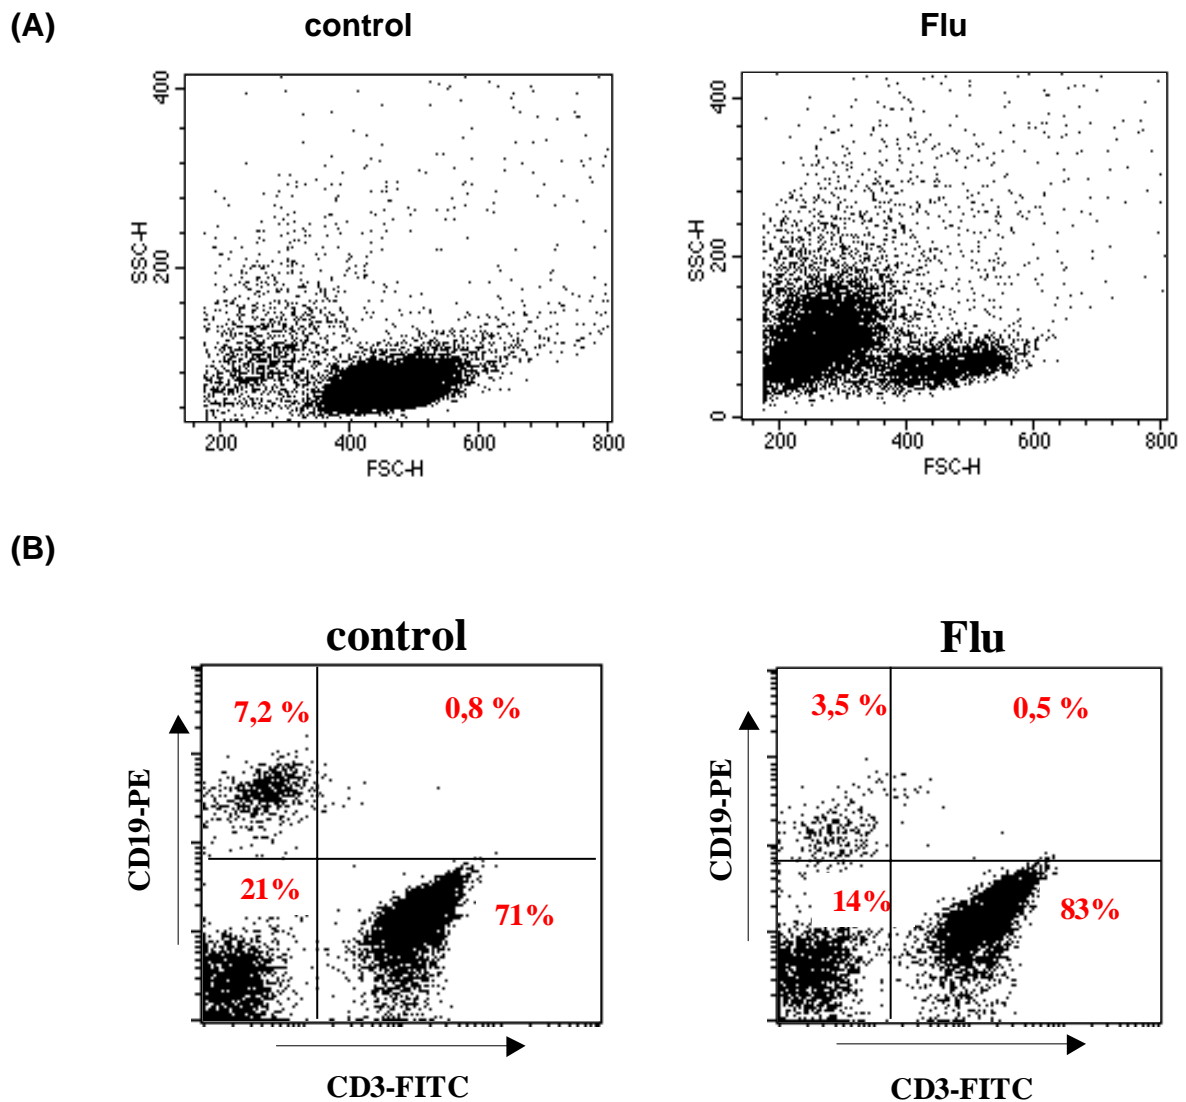 (A) control Flu
400
200
SSC-H
200 400 600 800
FSC-H
400
200
0
SSC-H
200 400 600 800
FSC-H
(B)
control Flu
7,2 % 0,8 %
21% 71%
CD19-PE
CD3-FITC
3,5 % 0,5 %
14% 83%
CD19-PE
CD3-FITC